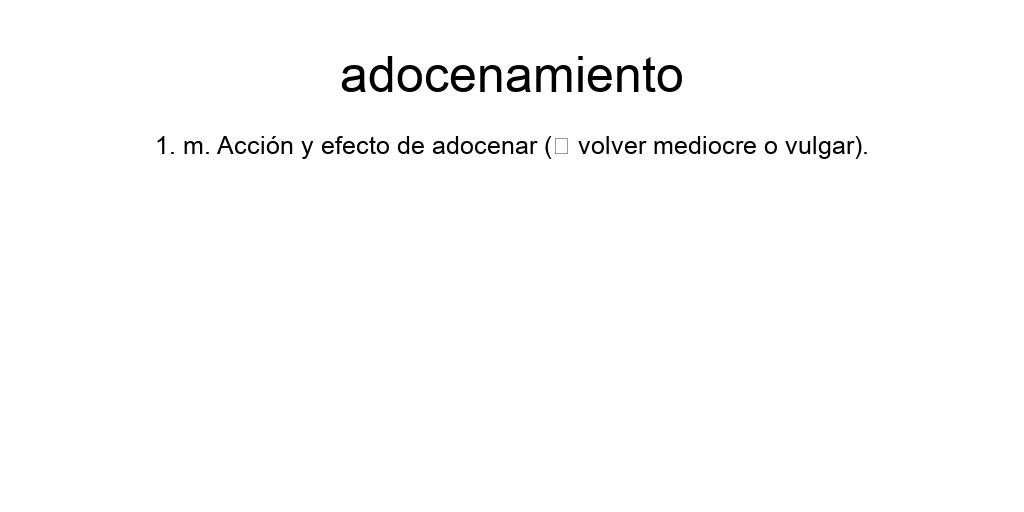 adocenamiento
1. m. Acción y efecto de adocenar (□ volver mediocre o vulgar).